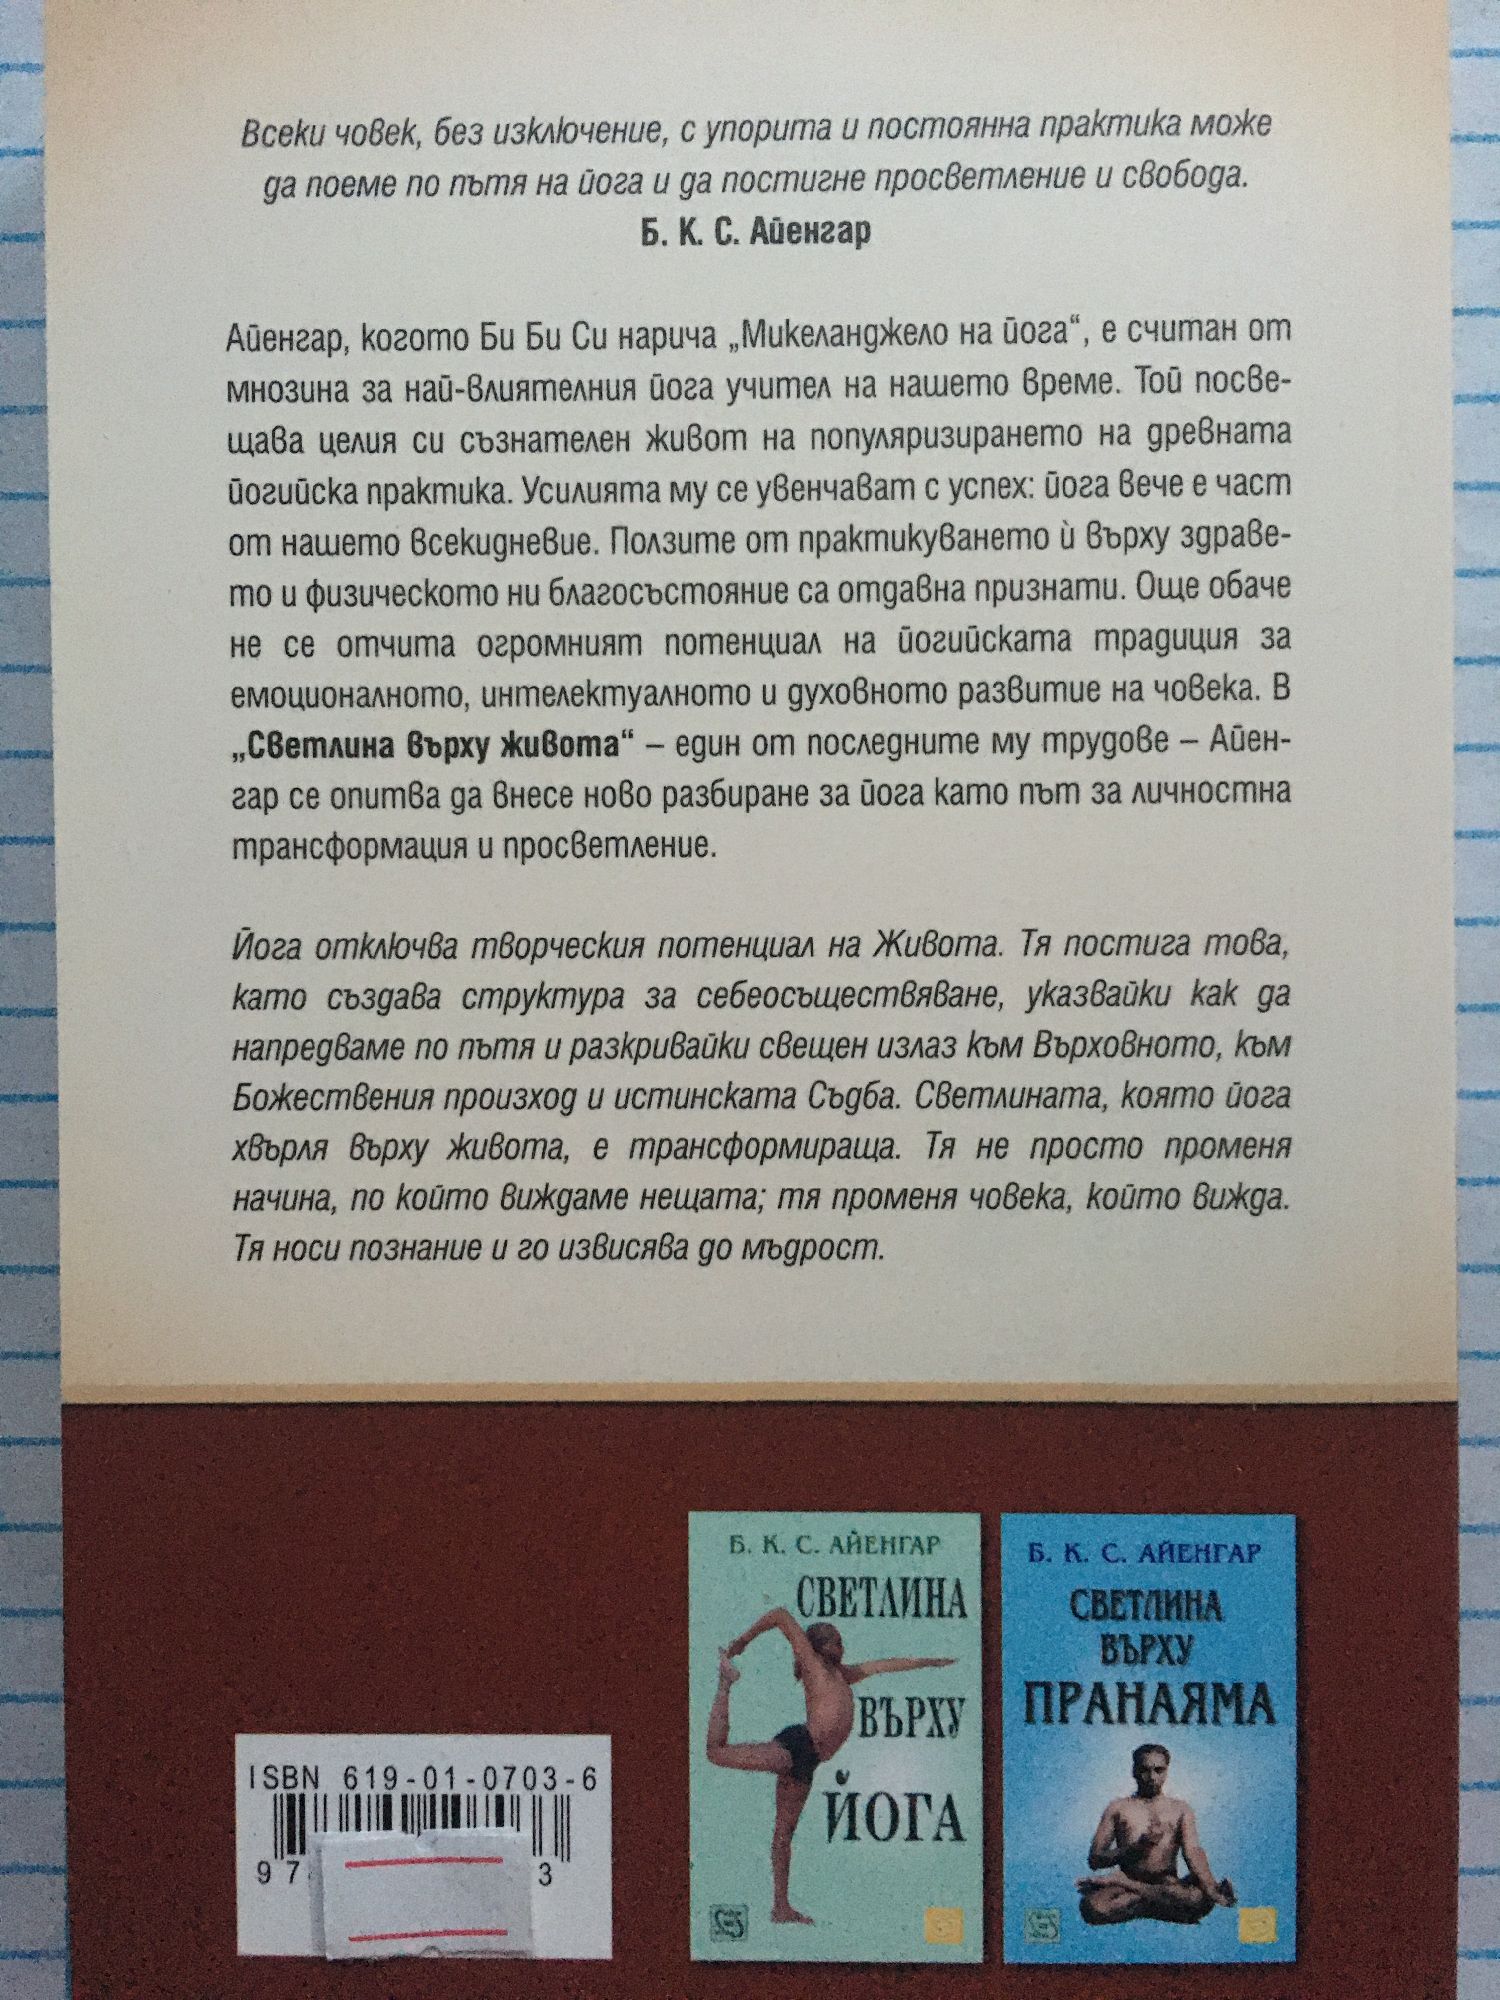 Всеки човек, без изключение, с упорита и постоянна практика може
да поеме по пътя на йога и да постигне просветление и свобода.
Б. К. С. Айенгар
Айенгар, когото Би Би Си нарича „Микеланджело на йога“, е считан от
мнозина за най-влиятелния йога учител на нашето време. Той посве-
щава целия си съзнателен живот на популяризирането на древната
йогийска практика. Усилията му се увенчават с успех: йога вече е част
от нашето всекидневие. Ползите от практикуването ѝ върху здраве-
то и физическото ни благосъстояние са отдавна признати. Още обаче
не се отчита огромният потенциал на йогийската традиция за
емоционалното, интелектуалното и духовното развитие на човека. В
„Светлина върху живота“ – един от последните му трудове – Айен-
гар се опитва да внесе ново разбиране за йога като път за личностна
трансформация и просветление.
Йога отключва творческия потенциал на Живота. Тя постига това,
като създава структура за себеосъществяване, указвайки как да
напредваме по пътя и разкривайки свещен излаз към Върховното, към
Божествения произход и истинската Съдба. Светлината, която йога
хвърля върху живота, е трансформираща. Тя не просто променя
начина, по който виждаме нещата; тя променя човека, който вижда.
Тя носи познание и го извисява до мъдрост.
Б. К. С. АЙЕНГАР
СВЕТЛИНА
ВЪРХУ
ЙОГА
Б. К. С. АЙЕНГАР
СВЕТЛИНА
ВЪРХУ
ПРАНАЯМА
ISBN 619-01-0703-6
97 3